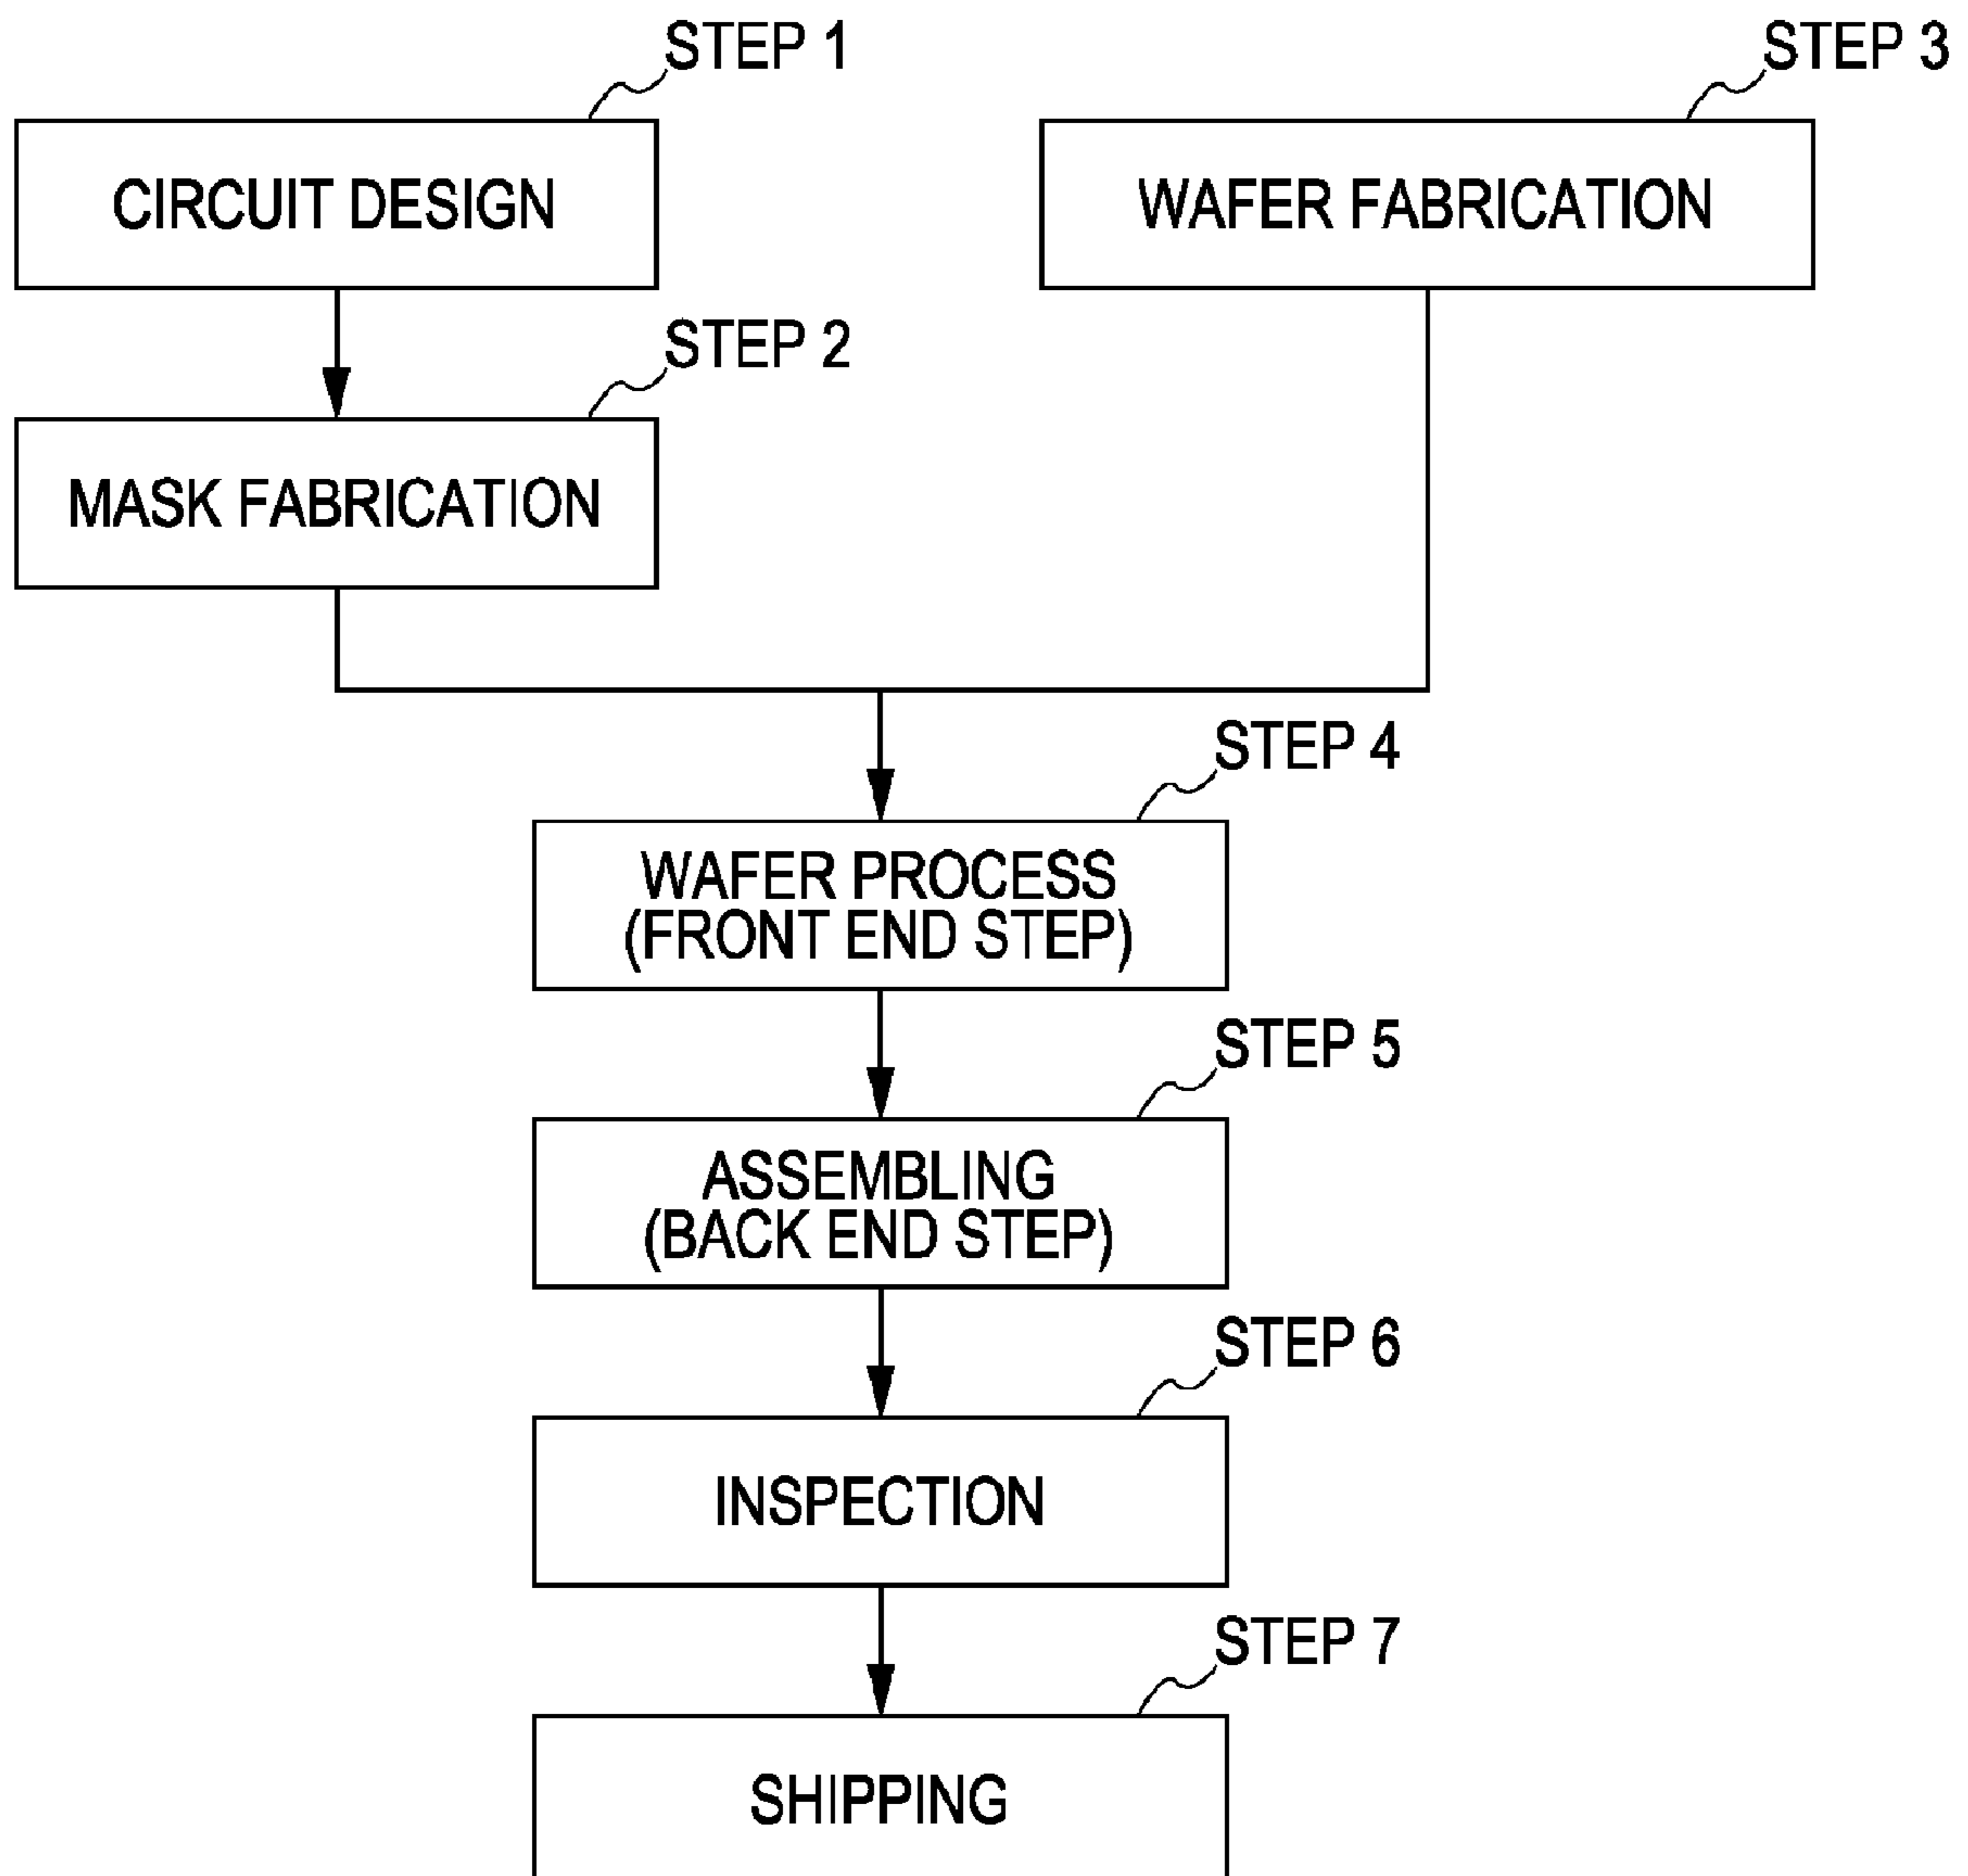 STEP 1
STEP 3
CIRCUIT DESIGN
WAFER FABRICATION
STEP 2
MASK FABRICATION
STEP 4
WAFER PROCESS
(FRONT END STEP)
STEP 5
ASSEMBLING
(BACK END STEP)
STEP 6
INSPECTION
STEP 7
SHIPPING